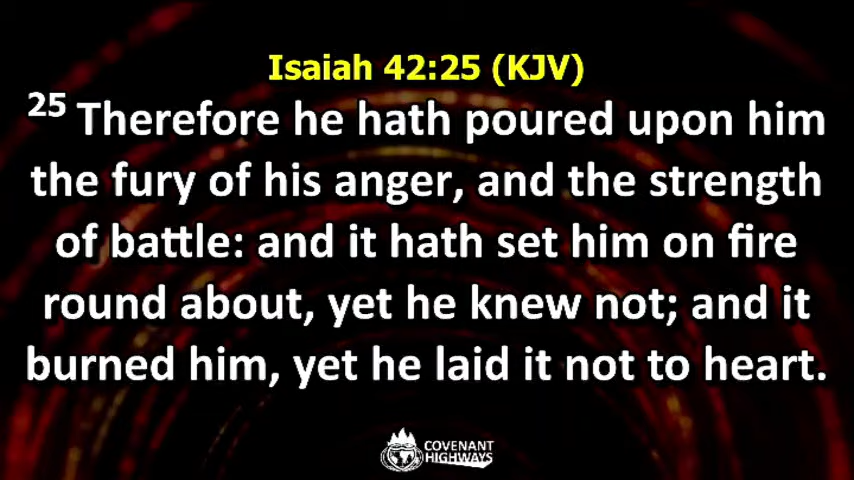 Isaiah 42:25 (KJV)
25 Therefore he hath poured upon him
the fury of his anger, and the strength
of battle: and it hath set him on fire
round about, yet he knew not; and it
burned him, yet he laid it not to heart.
COVENANT
HIGHWAYS